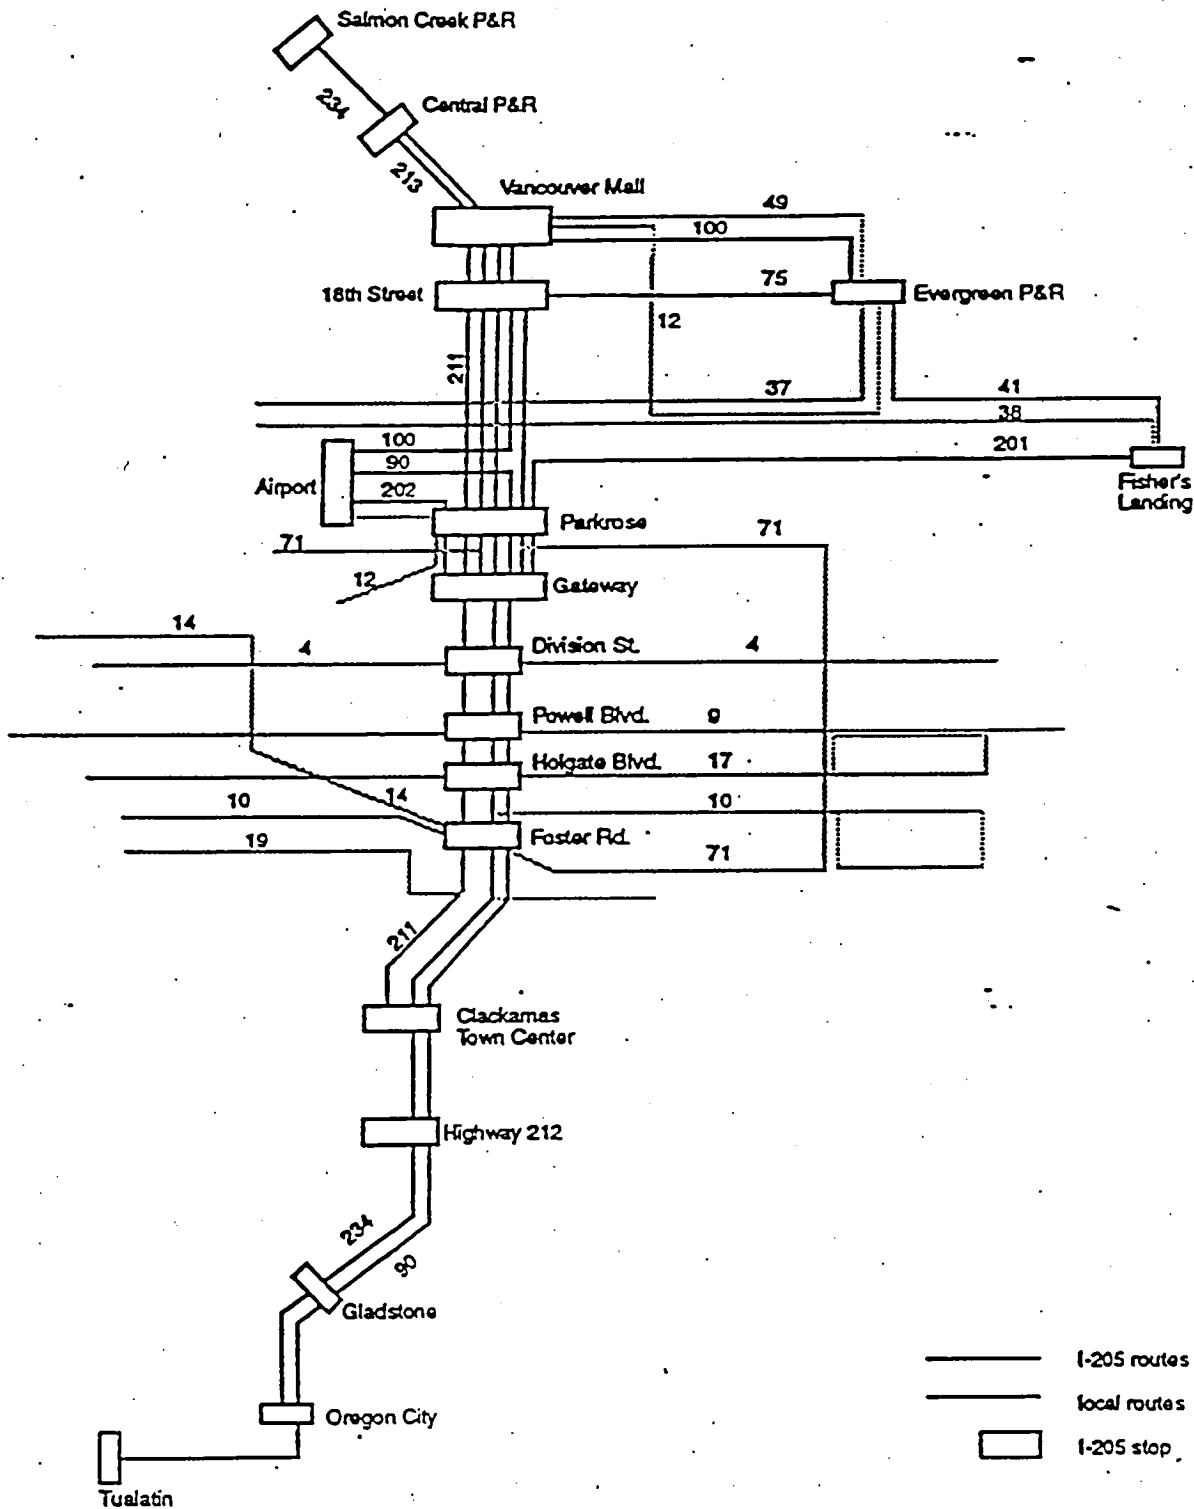 Salmon Creek P&R
234
Central P&R
213
Vancouver Mall
49
100
18th Street
75
Evergreen P&R
12
211
37
41
38
100
201
90
Airport
202
Fisher's
Landing
Parkrose
71
71
12
Gateway
14
4
Division St.
4
Powell Blvd.
9
Holgate Blvd.
17
10
14
10
19
Foster Rd.
71
211
Clackamas
Town Center
Highway 212
234
90
Gladstone
I-205 routes
local routes
Oregon City
I-205 stop
Tualatin